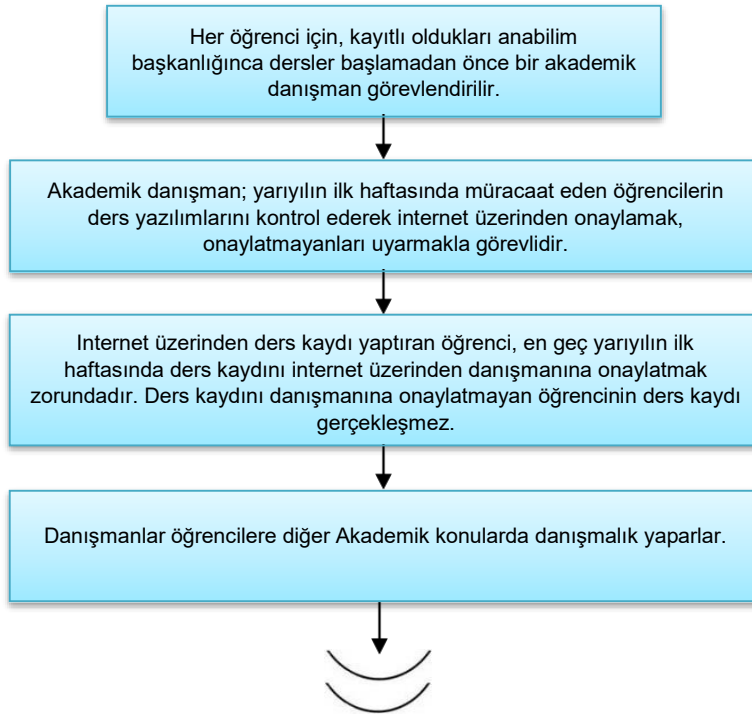 Her öğrenci için, kayıtlı oldukları anabilim
başkanlığınca dersler başlamadan önce bir akademik
danışman görevlendirilir.
Akademik danışman; yarıyılın ilk haftasında müracaat eden öğrencilerin
ders yazılımlarını kontrol ederek internet üzerinden onaylamak,
onaylatmayanları uyarmakla görevlidir.
Internet üzerinden ders kaydı yaptıran öğrenci, en geç yarıyılın ilk
haftasında ders kaydını internet üzerinden danışmanına onaylatmak
zorundadır. Ders kaydını danışmanına onaylatmayan öğrencinin ders kaydı
gerçekleşmez.
Danışmanlar öğrencilere diğer Akademik konularda danışmalık yaparlar.